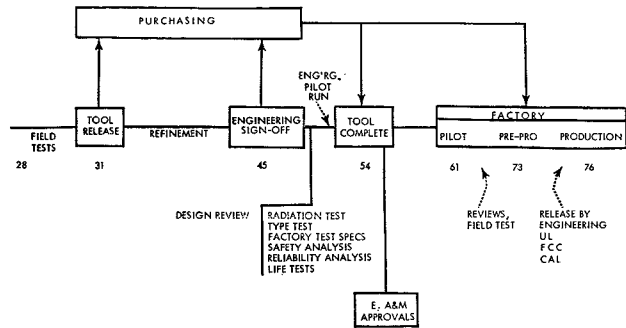 PURCHASING
ENG'RG.
PILOT
RUN
TOOL
RELEASE
ENGINEERING
SIGN-OFF
TOOL
COMPLETE
FACTORY
PILOT PRE-PRO PRODUCTION
FIELD
TESTS
REFINEMENT
28 31 45 54 61 73 76
DESIGN REVIEW
RADIATION TEST
TYPE TEST
FACTORY TEST SPECS
SAFETY ANALYSIS
RELIABILITY ANALYSIS
LIFE TESTS
REVIEWS,
FIELD TEST
RELEASE BY
ENGINEERING
UL
FCC
CAL
E, A&M
APPROVALS